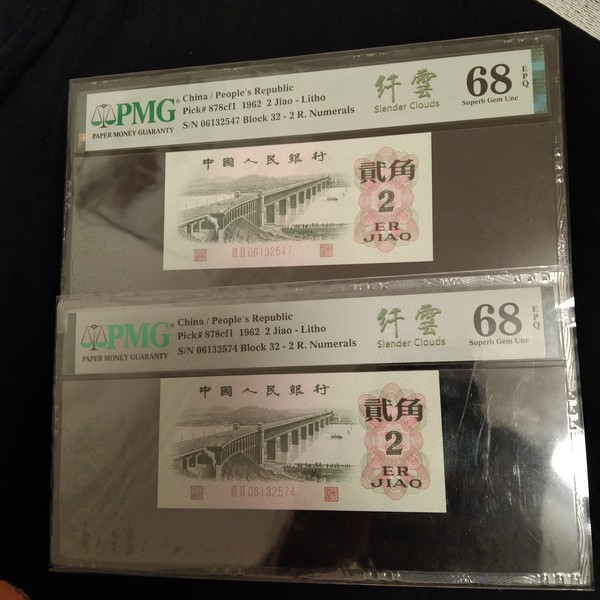 PMG®
PAPER MONEY GUARANTY
China / People's Republic
Pick# 878cf1 1962 2 Jiao - Litho
S/N 06132547 Block 32 - 2 R. Numerals
纤雲
Slender Clouds
68 EPQ
Superb Gem Unc
中國人民銀行
貳角
2
ER
JIAO
III II 06132547
PMG®
PAPER MONEY GUARANTY
China / People's Republic
Pick# 878cf1 1962 2 Jiao - Litho
S/N 06132574 Block 32 - 2 R. Numerals
纤雲
Slender Clouds
68 EPQ
Superb Gem Unc
中國人民銀行
貳角
2
ER
JIAO
III II 06132574